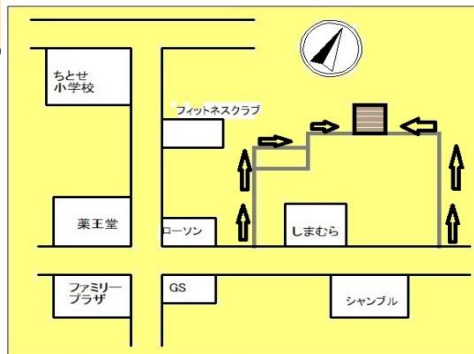 ちとせ
小学校
フィットネスクラブ
薬王堂
ローソン
しまむら
ファミリー
プラザ
GS
シャンブル